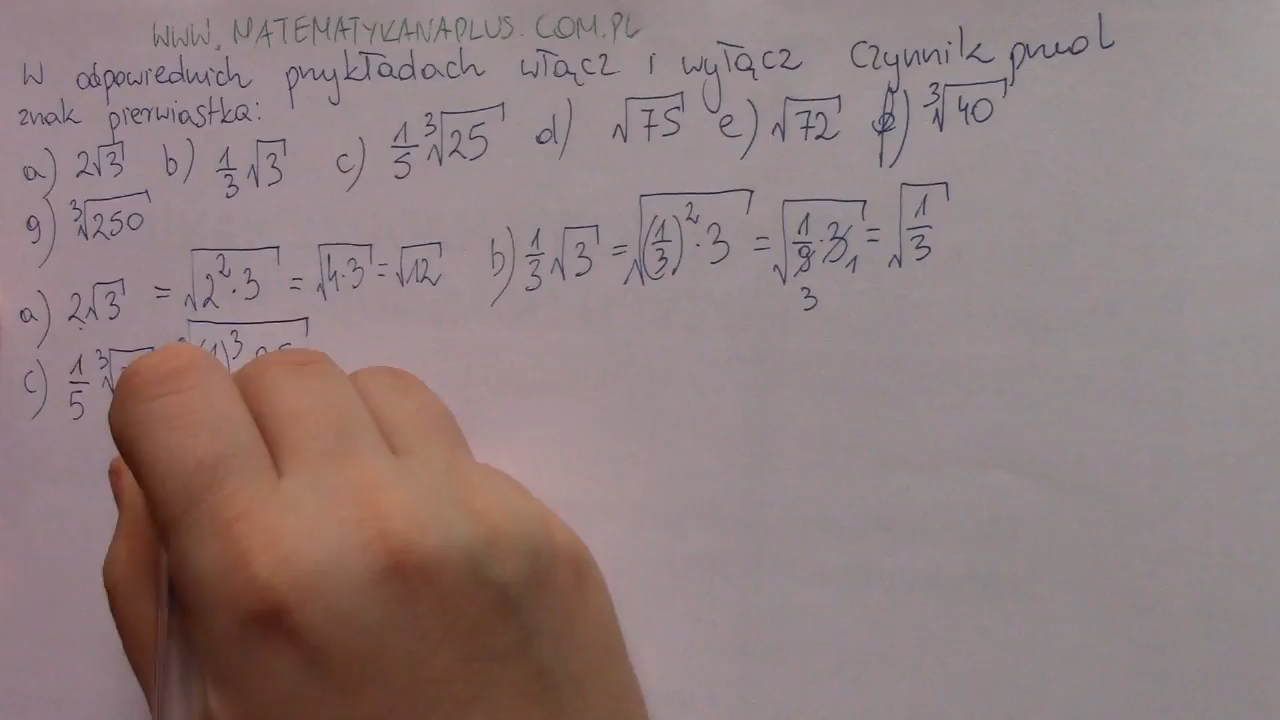 WWW.MATEMATYKANAPLUS.COM.PL
W odpowiednich przykładach włącz i wyłącz czynnik przed
znak pierwiastka:
a) 2√3 b) 1/3 √3 c) 1/5 ∛25 d) √75 e) √72 f) ∛40
g) ∛250
a) 2√3 = √(2²·3) = √(4·3) = √12 b) 1/3 √3 = √((1/3)²·3) = √(1/9·3) 3 1 = √(1/3)
c) 1/5 ∛